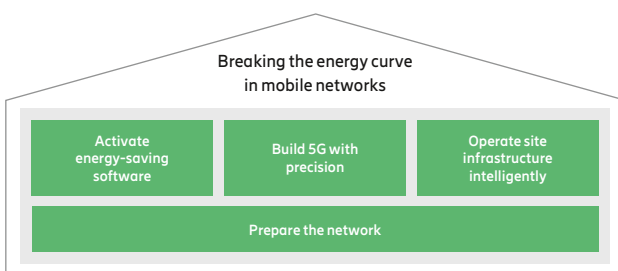 Breaking the energy curve
in mobile networks
Activate
energy-saving
software
Build 5G with
precision
Operate site
infrastructure
intelligently
Prepare the network